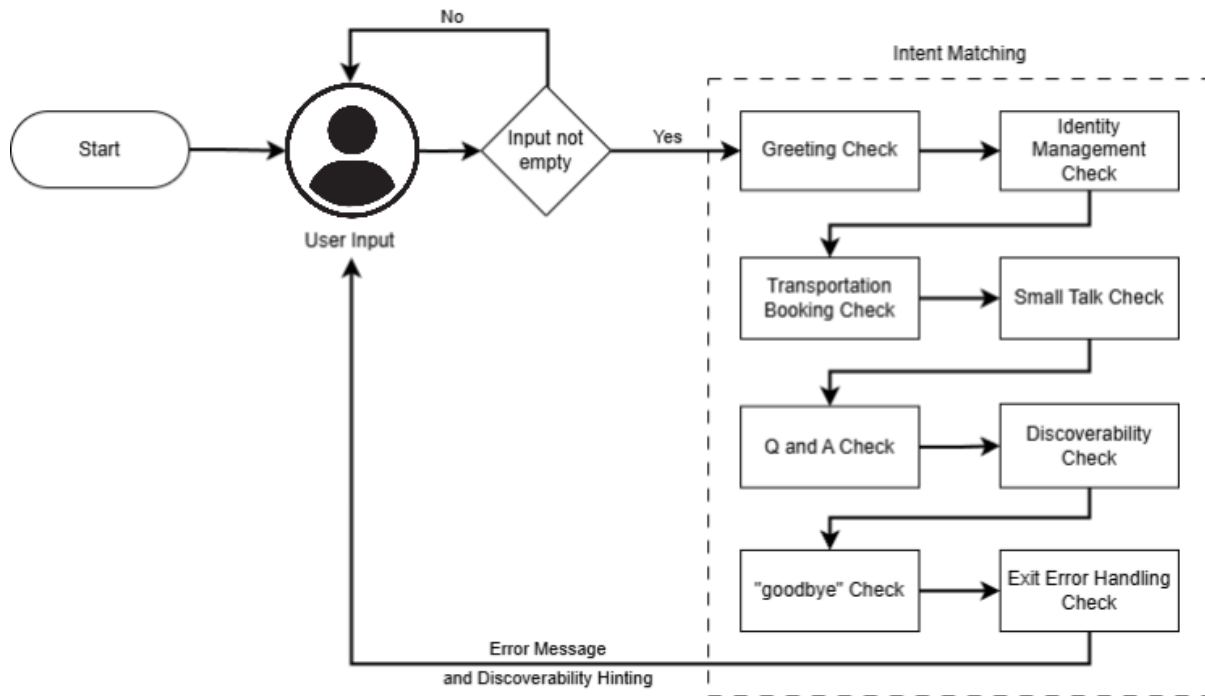 No
Intent Matching
Start
Input not
empty
Yes
Greeting Check
Identity
Management
Check
User Input
Transportation
Booking Check
Small Talk Check
Q and A Check
Discoverability
Check
"goodbye" Check
Exit Error Handling
Check
Error Message
and Discoverability Hinting